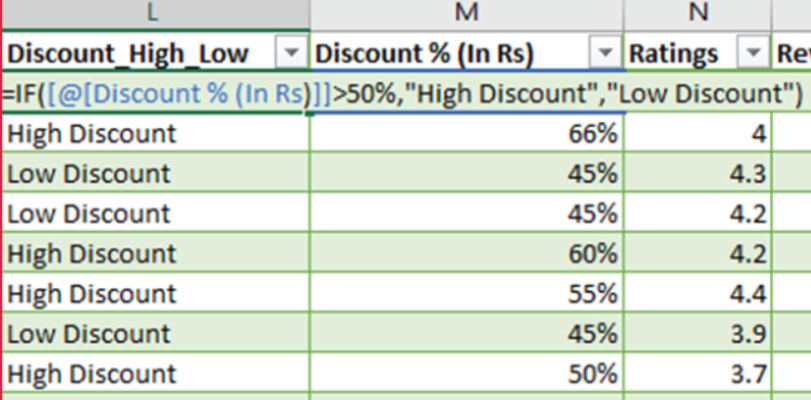 L M N
Discount_High_Low Discount % (In Rs) Ratings Rev
=IF([@[Discount % (In Rs)]]>50%,"High Discount","Low Discount")
High Discount 66% 4
Low Discount 45% 4.3
Low Discount 45% 4.2
High Discount 60% 4.2
High Discount 55% 4.4
Low Discount 45% 3.9
High Discount 50% 3.7